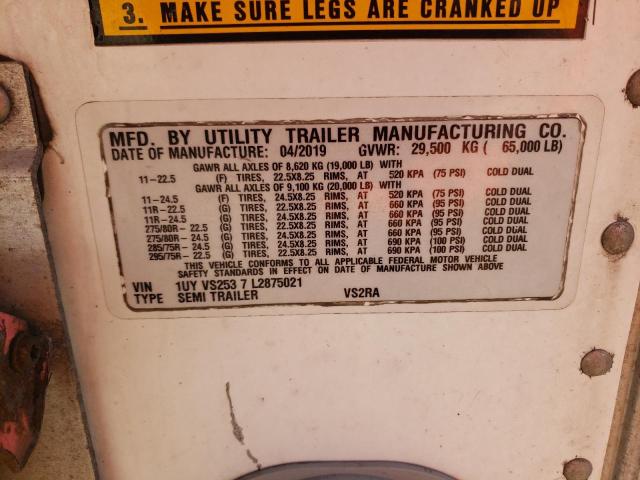 3. MAKE SURE LEGS ARE CRANKED UP
MFD. BY UTILITY TRAILER MANUFACTURING CO.
DATE OF MANUFACTURE: 04/2019 GVWR: 29,500 KG ( 65,000 LB)
GAWR ALL AXLES OF 8,620 KG (19,000 LB) WITH
11-22.5 (F) TIRES, 22.5X8.25 RIMS, AT 520 KPA (75 PSI) COLD DUAL
GAWR ALL AXLES OF 9,100 KG (20,000 LB) WITH
11-24.5 (F) TIRES, 24.5X8.25 RIMS, AT 520 KPA (75 PSI) COLD DUAL
11R-22.5 (G) TIRES, 22.5X8.25 RIMS, AT 660 KPA (95 PSI) COLD DUAL
11R-24.5 (G) TIRES, 24.5X8.25 RIMS, AT 660 KPA (95 PSI) COLD DUAL
275/80R- 22.5 (G) TIRES, 22.5X8.25 RIMS, AT 660 KPA (95 PSI) COLD DUAL
275/80R- 24.5 (G) TIRES, 24.5X8.25 RIMS, AT 660 KPA (95 PSI) COLD DUAL
285/75R- 24.5 (G) TIRES, 24.5X8.25 RIMS, AT 690 KPA (100 PSI) COLD DUAL
295/75R- 22.5 (G) TIRES, 22.5X8.25 RIMS, AT 690 KPA (100 PSI) COLD DUAL
THIS VEHICLE CONFORMS TO ALL APPLICABLE FEDERAL MOTOR VEHICLE
SAFETY STANDARDS IN EFFECT ON DATE OF MANUFACTURE SHOWN ABOVE
VIN 1UY VS253 7 L2875021
TYPE SEMI TRAILER VS2RA